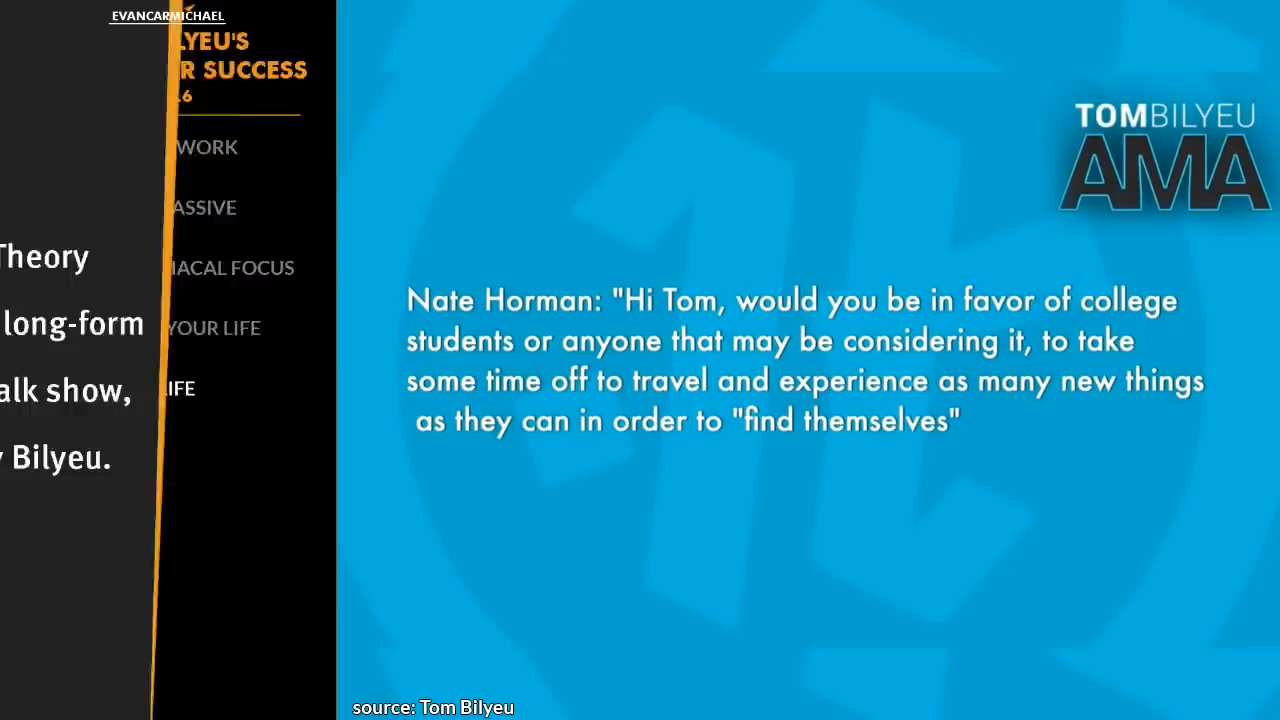 EVANCARMICHAEL
LYEU'S
R SUCCESS
.6
WORK
ASSIVE
IACAL FOCUS
YOUR LIFE
IFE
Theory
long-form
alk show,
Bilyeu.
TOMBILYEU
AMA
Nate Horman: "Hi Tom, would you be in favor of college
students or anyone that may be considering it, to take
some time off to travel and experience as many new things
as they can in order to "find themselves"
source: Tom Bilyeu